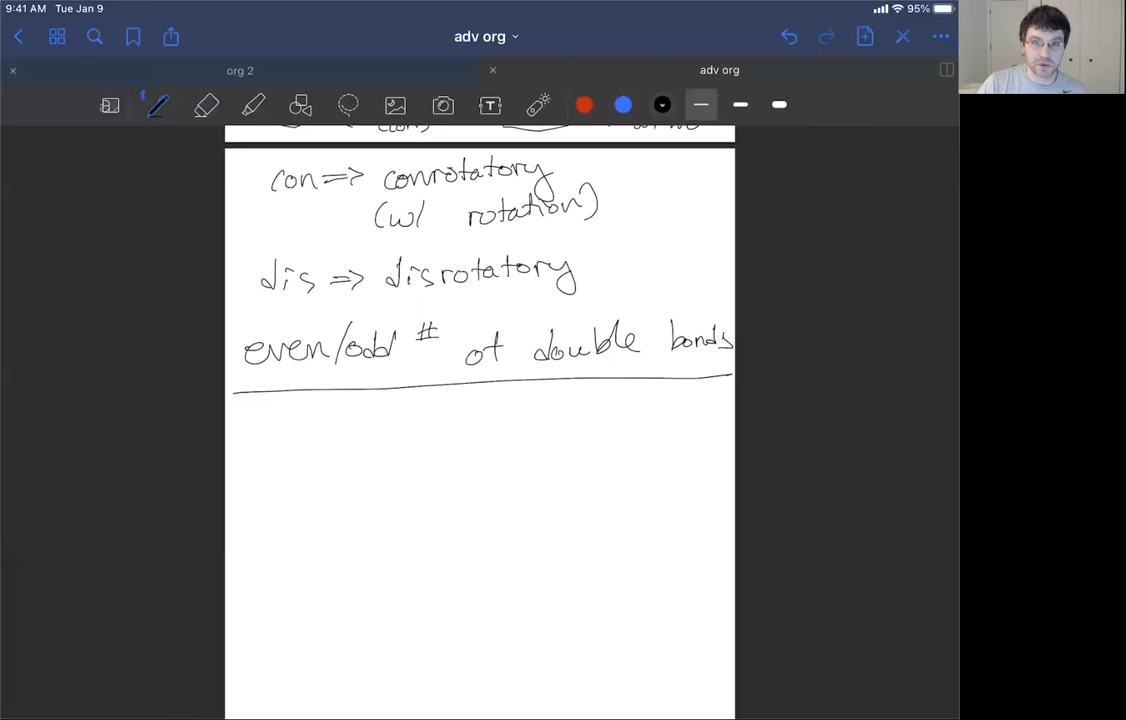 9:41 AM Tue Jan 9
95%
adv org
org 2
adv org
T
con => conrotatory
(w/ rotation)
dis => disrotatory
even/odd # of double bonds